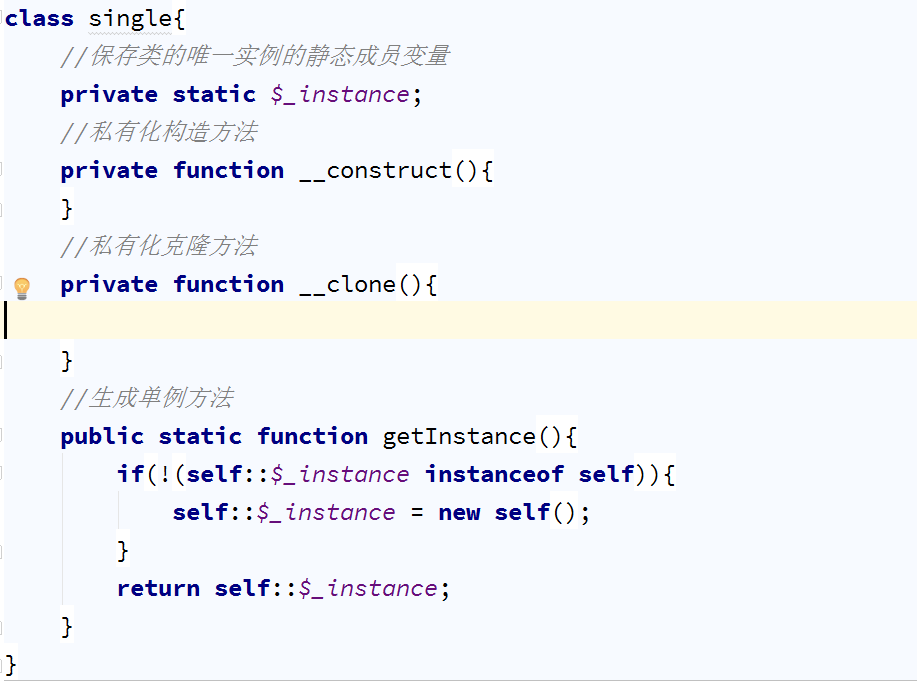 class single{
//保存类的唯一实例的静态成员变量
private static $_instance;
//私有化构造方法
private function __construct(){
}
//私有化克隆方法
private function __clone(){
}
//生成单例方法
public static function getInstance(){
if(!(self::$_instance instanceof self)){
self::$_instance = new self();
}
return self::$_instance;
}
}